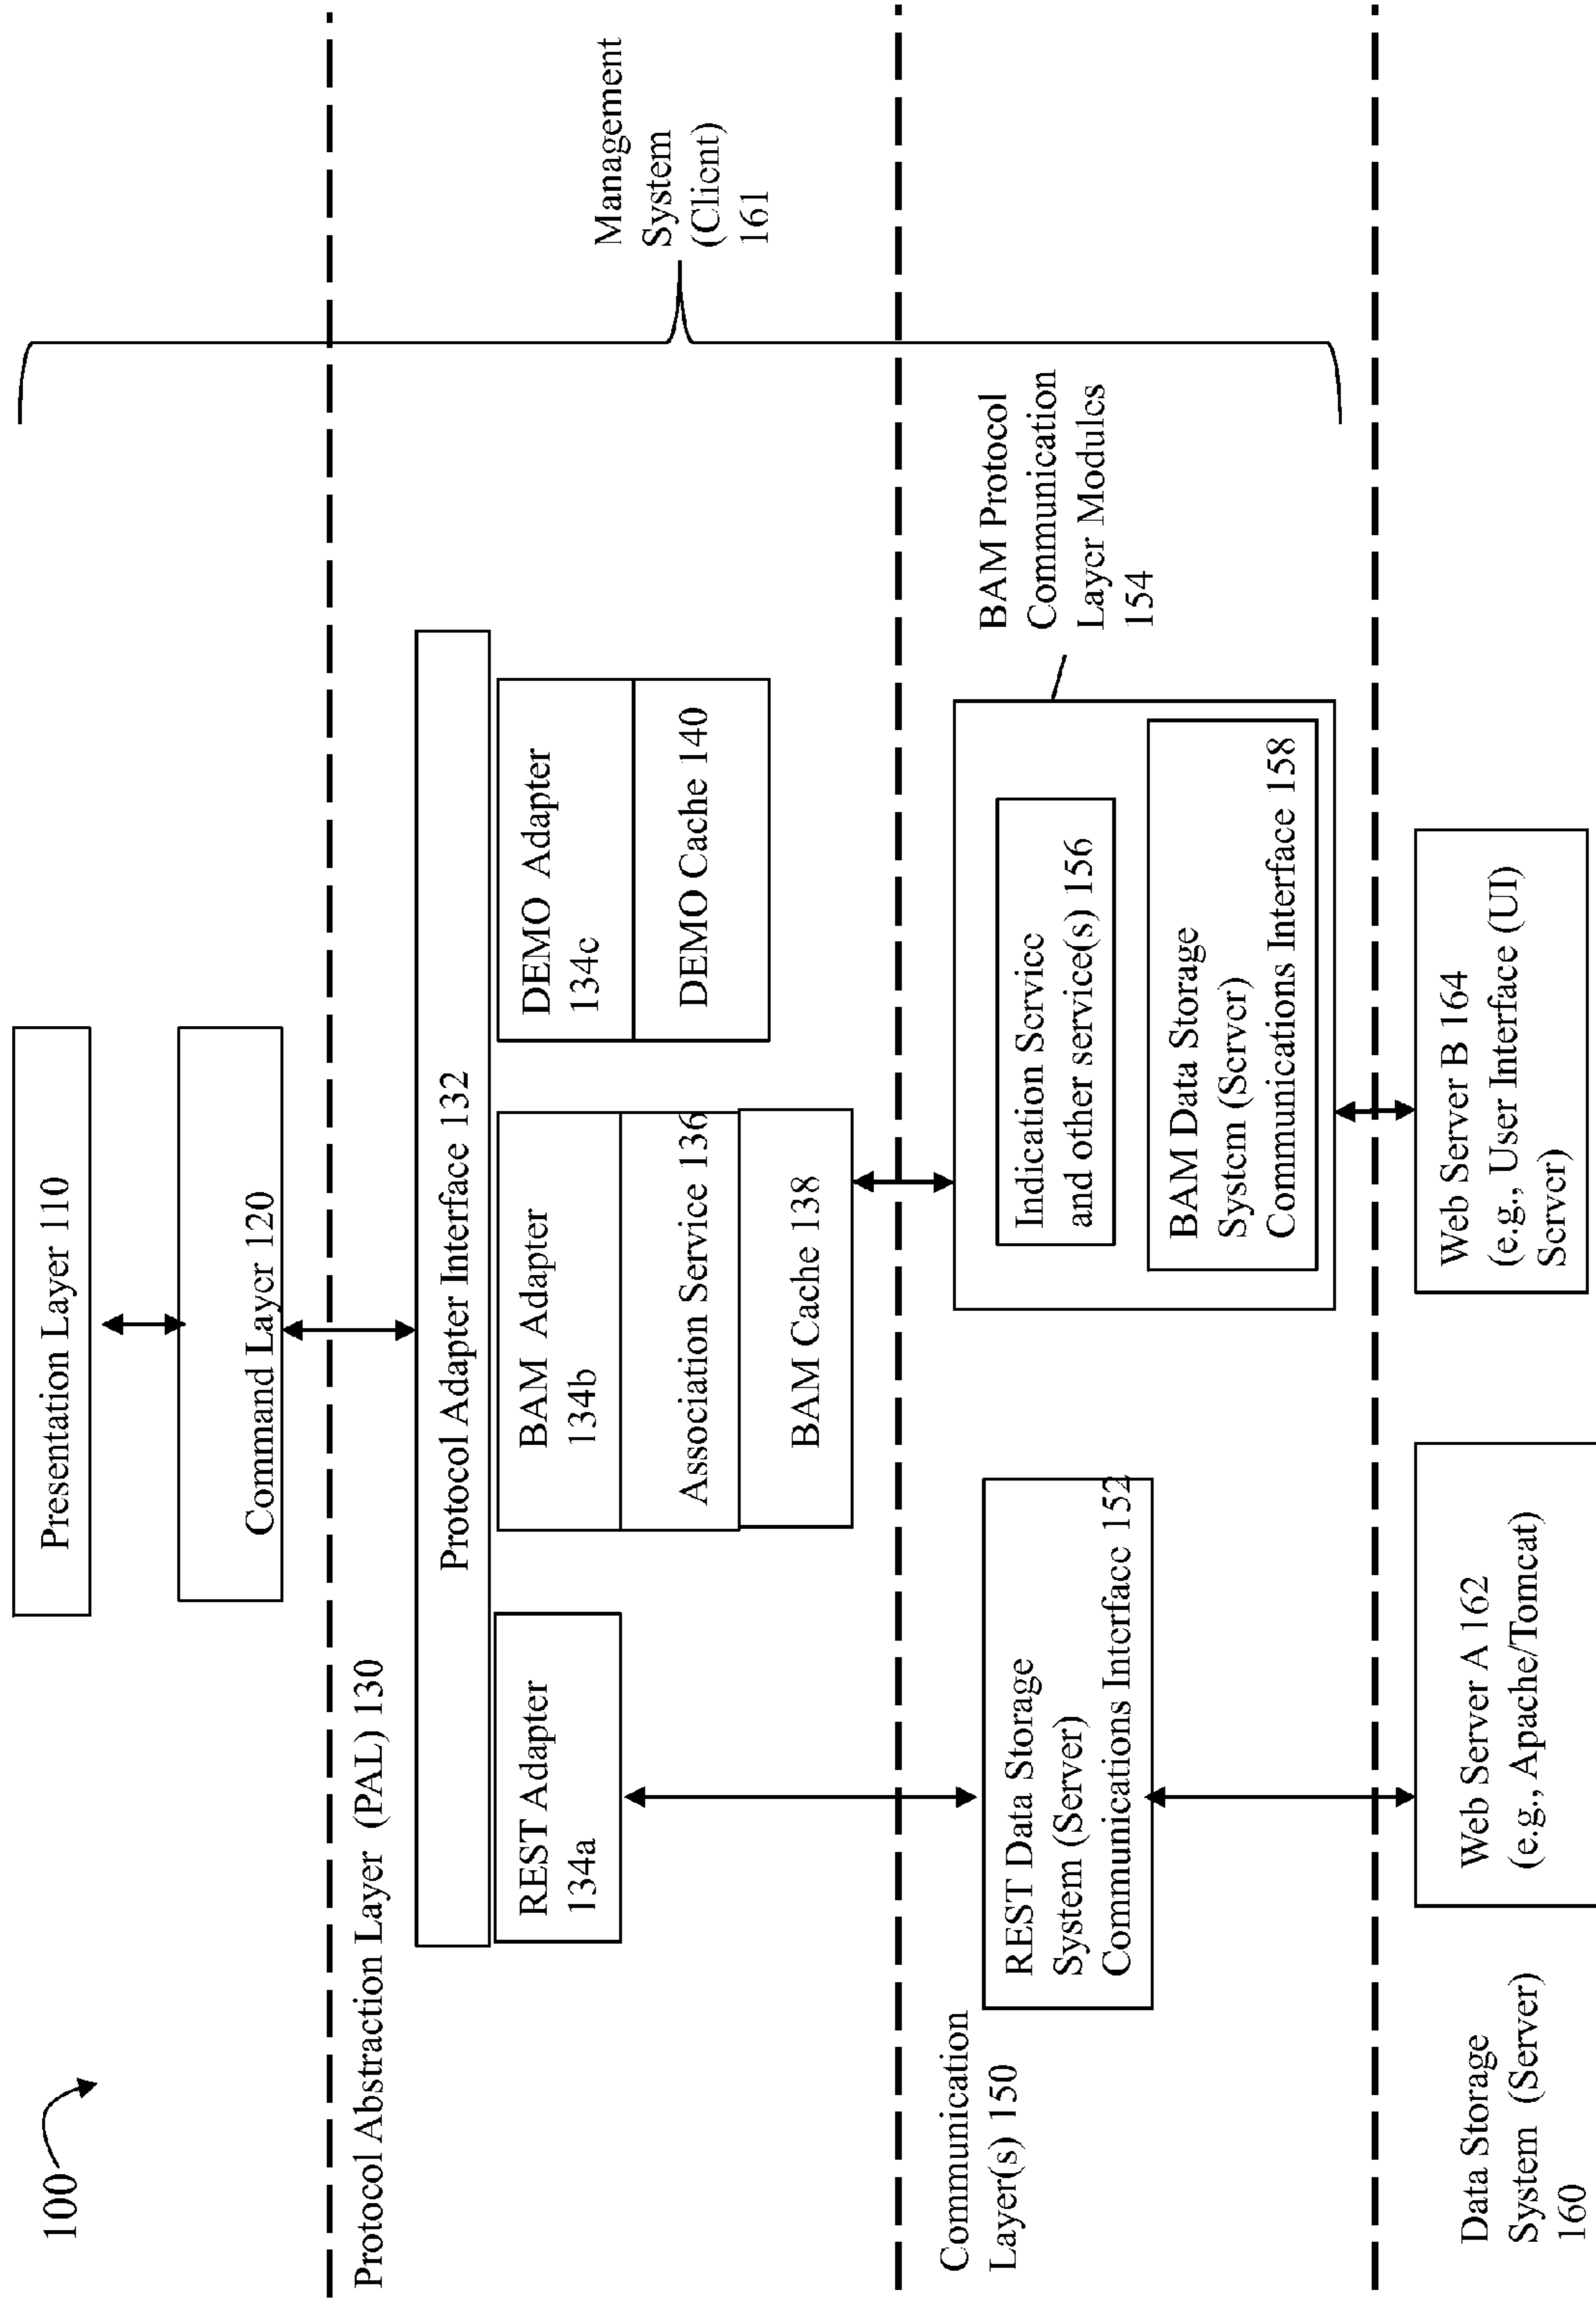 100
Presentation Layer 110
Command Layer 120
Protocol Abstraction Layer (PAL) 130
Protocol Adapter Interface 132
REST Adapter
134a
BAM Adapter
134b
Association Service 136
BAM Cache 138
DEMO Adapter
134c
DEMO Cache 140
Management
System
(Client)
161
Communication
Layer(s) 150
REST Data Storage
System (Server)
Communications Interface 152
Indication Service
and other service(s) 156
BAM Data Storage
System (Server)
Communications Interface 158
BAM Protocol
Communication
Layer Modules
154
Data Storage
System (Server)
160
Web Server A 162
(e.g., Apache/Tomcat)
Web Server B 164
(e.g., User Interface (UI)
Server)